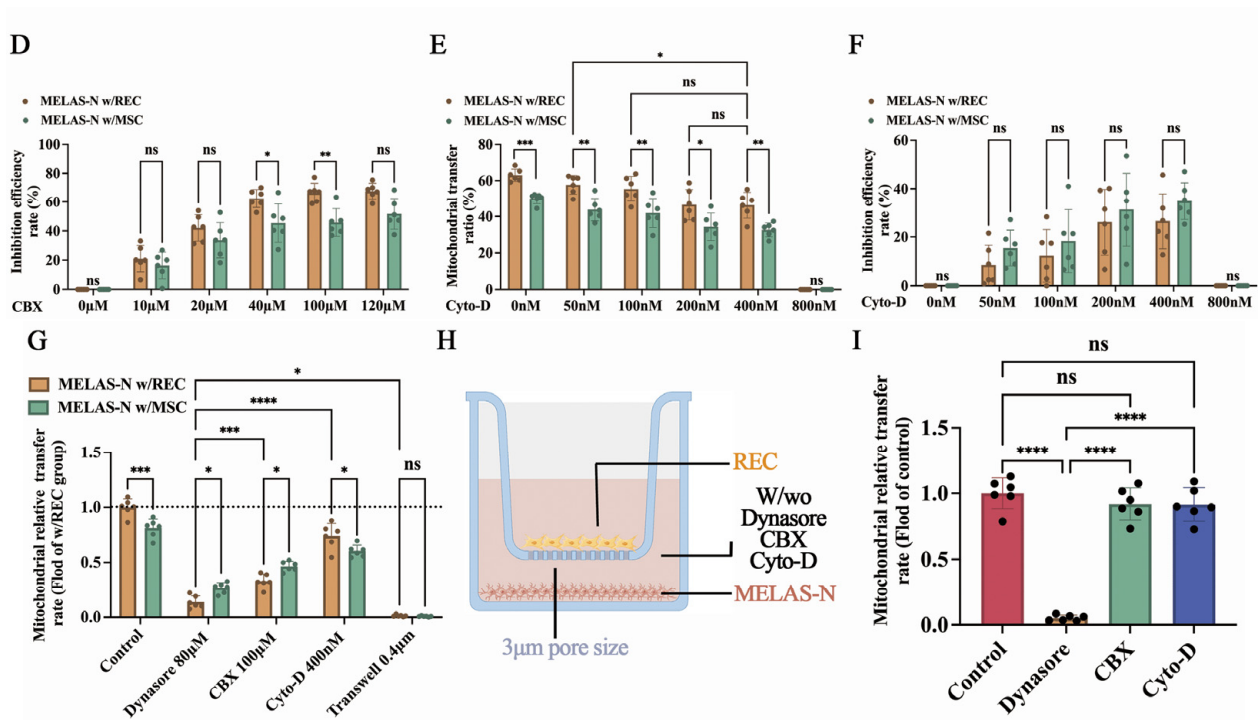 D
MELAS-N w/REC
MELAS-N w/MSC
Inhibition efficiency
rate (%)
100
80
60
40
20
0
ns
ns
ns
*
**
ns
CBX
0μM
10μM
20μM
40μM
100μM
120μM
E
MELAS-N w/REC
MELAS-N w/MSC
Mitochondrial transfer
ratio (%)
80
60
40
20
0
*
ns
ns
***
**
**
*
**
ns
Cyto-D
0nM
50nM
100nM
200nM
400nM
800nM
F
MELAS-N w/REC
MELAS-N w/MSC
Inhibition efficiency
rate (%)
60
40
20
0
ns
ns
ns
ns
ns
ns
Cyto-D
0nM
50nM
100nM
200nM
400nM
800nM
G
MELAS-N w/REC
MELAS-N w/MSC
Mitochondrial relative transfer
rate (Flod of w/REC group)
1.5
1.0
0.5
0.0
*
****
***
***
*
*
*
ns
Control
Dynasore 80μM
CBX 100μM
Cyto-D 400nM
Transwell 0.4μm
H
REC
W/wo
Dynasore
CBX
Cyto-D
MELAS-N
3μm pore size
I
Mitochondrial relative transfer
rate (Flod of control)
1.5
1.0
0.5
0.0
ns
ns
****
****
****
Control
Dynasore
CBX
Cyto-D